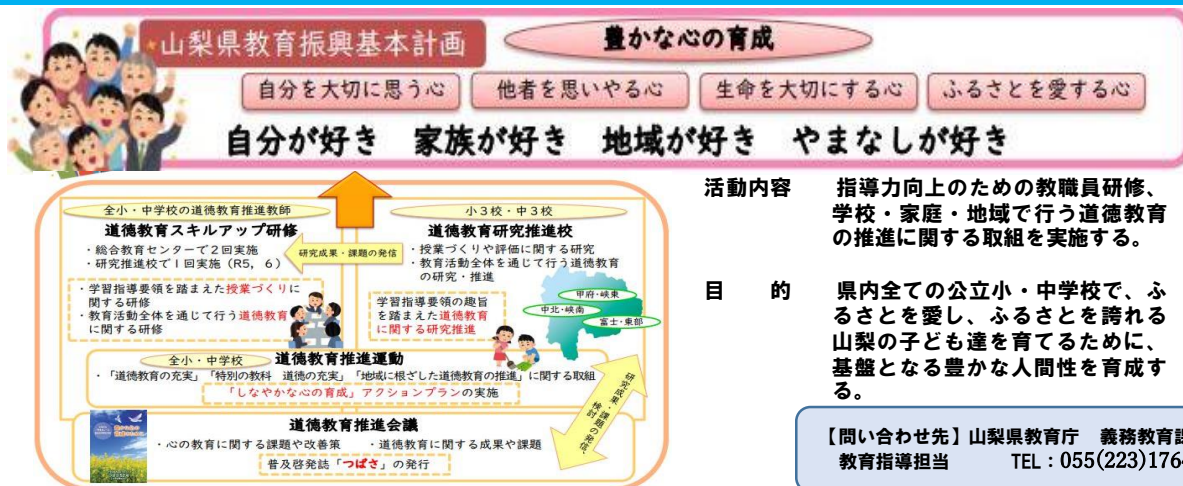 山梨県教育振興基本計画
豊かな心の育成
自分を大切に思う心
他者を思いやる心
生命を大切にする心
ふるさとを愛する心
自分が好き 家族が好き 地域が好き やまなしが好き
全小・中学校の道徳教育推進教師
道徳教育スキルアップ研修
・総合教育センターで2回実施
・研究推進校で1回実施（R5，6）
・学習指導要領を踏まえた授業づくりに
関する研修
・教育活動全体を通じて行う道徳教育
に関する研修
研究成果・課題の発信
小3校・中3校
道徳教育研究推進校
・授業づくりや評価に関する研究
・教育活動全体を通じて行う道徳教育
の研究・推進
学習指導要領の趣旨
を踏まえた道徳教育
に関する研究推進
甲府・峡東
中北・峡南
富士・東部
全小・中学校
道徳教育推進運動
・「道徳教育の充実」「特別の教科 道徳の充実」「地域に根ざした道徳教育の推進」に関する取組
「しなやかな心の育成」アクションプランの実施
研究成果・課題の発信、
検討
道徳教育推進会議
・心の教育に関する課題や改善策 ・道徳教育に関する成果や課題
普及啓発誌「つばさ」の発行
活動内容 指導力向上のための教職員研修、
学校・家庭・地域で行う道徳教育
の推進に関する取組を実施する。
目 的 県内全ての公立小・中学校で、ふ
るさとを愛し、ふるさとを誇れる
山梨の子ども達を育てるために、
基盤となる豊かな人間性を育成す
る。
【問い合わせ先】山梨県教育庁 義務教育課
教育指導担当 TEL：055(223)1764